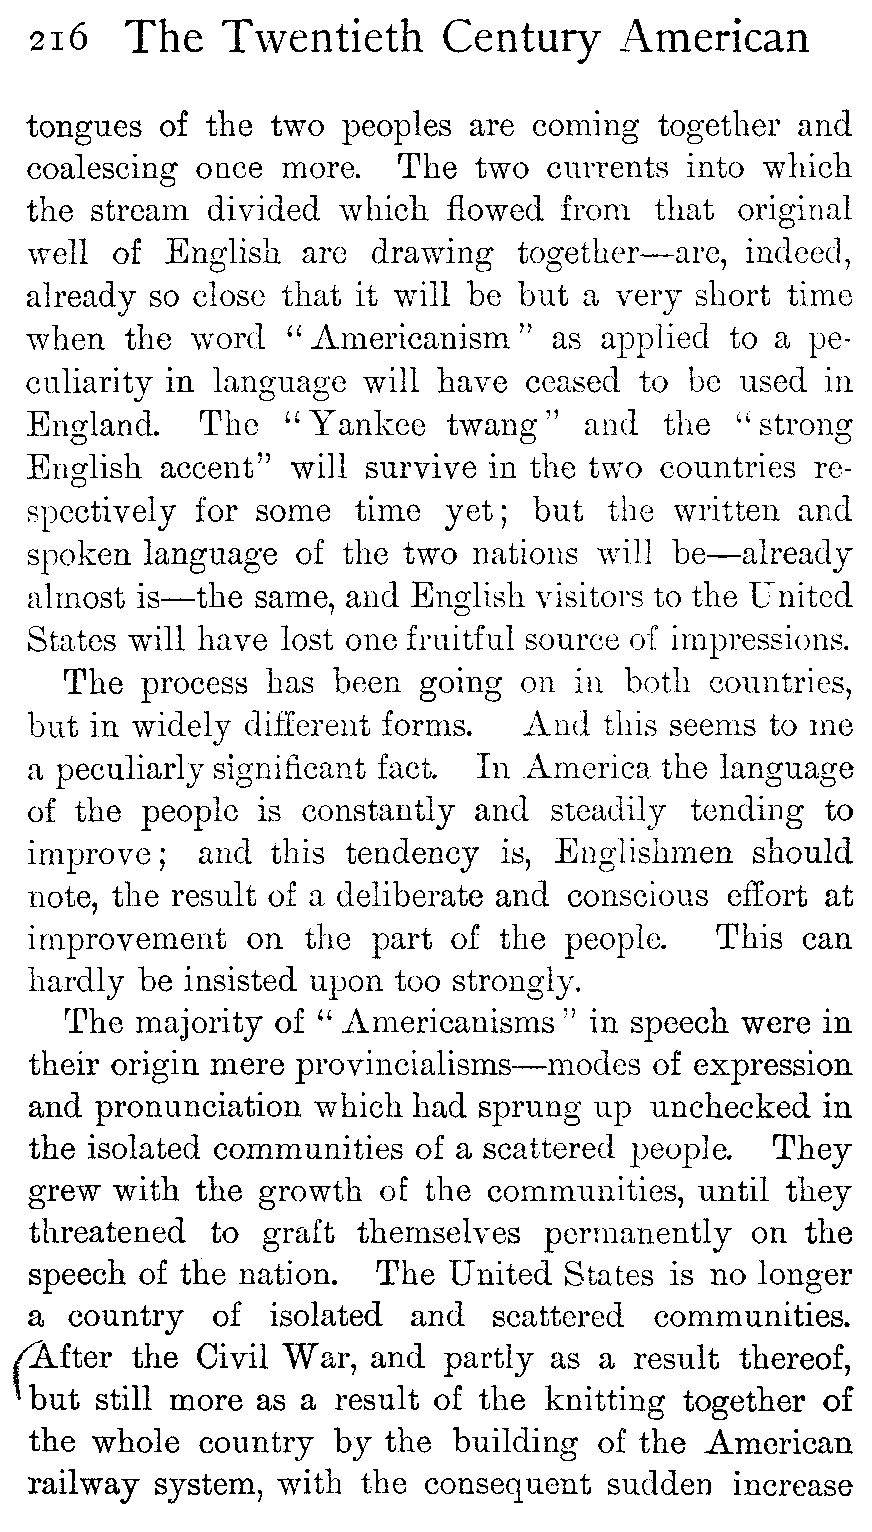 216 The Twentieth Century American
tongues of the two peoples are coming together and
coalescing once more. The two currents into which
the stream divided which flowed from that original
well of English are drawing together—are, indeed,
already so close that it will be but a very short time
when the word "Americanism" as applied to a pe-
culiarity in language will have ceased to be used in
England. The "Yankee twang" and the "strong
English accent" will survive in the two countries re-
spectively for some time yet; but the written and
spoken language of the two nations will be—already
almost is—the same, and English visitors to the United
States will have lost one fruitful source of impressions.
The process has been going on in both countries,
but in widely different forms. And this seems to me
a peculiarly significant fact. In America the language
of the people is constantly and steadily tending to
improve; and this tendency is, Englishmen should
note, the result of a deliberate and conscious effort at
improvement on the part of the people. This can
hardly be insisted upon too strongly.
The majority of "Americanisms" in speech were in
their origin mere provincialisms—modes of expression
and pronunciation which had sprung up unchecked in
the isolated communities of a scattered people. They
grew with the growth of the communities, until they
threatened to graft themselves permanently on the
speech of the nation. The United States is no longer
a country of isolated and scattered communities.
After the Civil War, and partly as a result thereof,
but still more as a result of the knitting together of
the whole country by the building of the American
railway system, with the consequent sudden increase